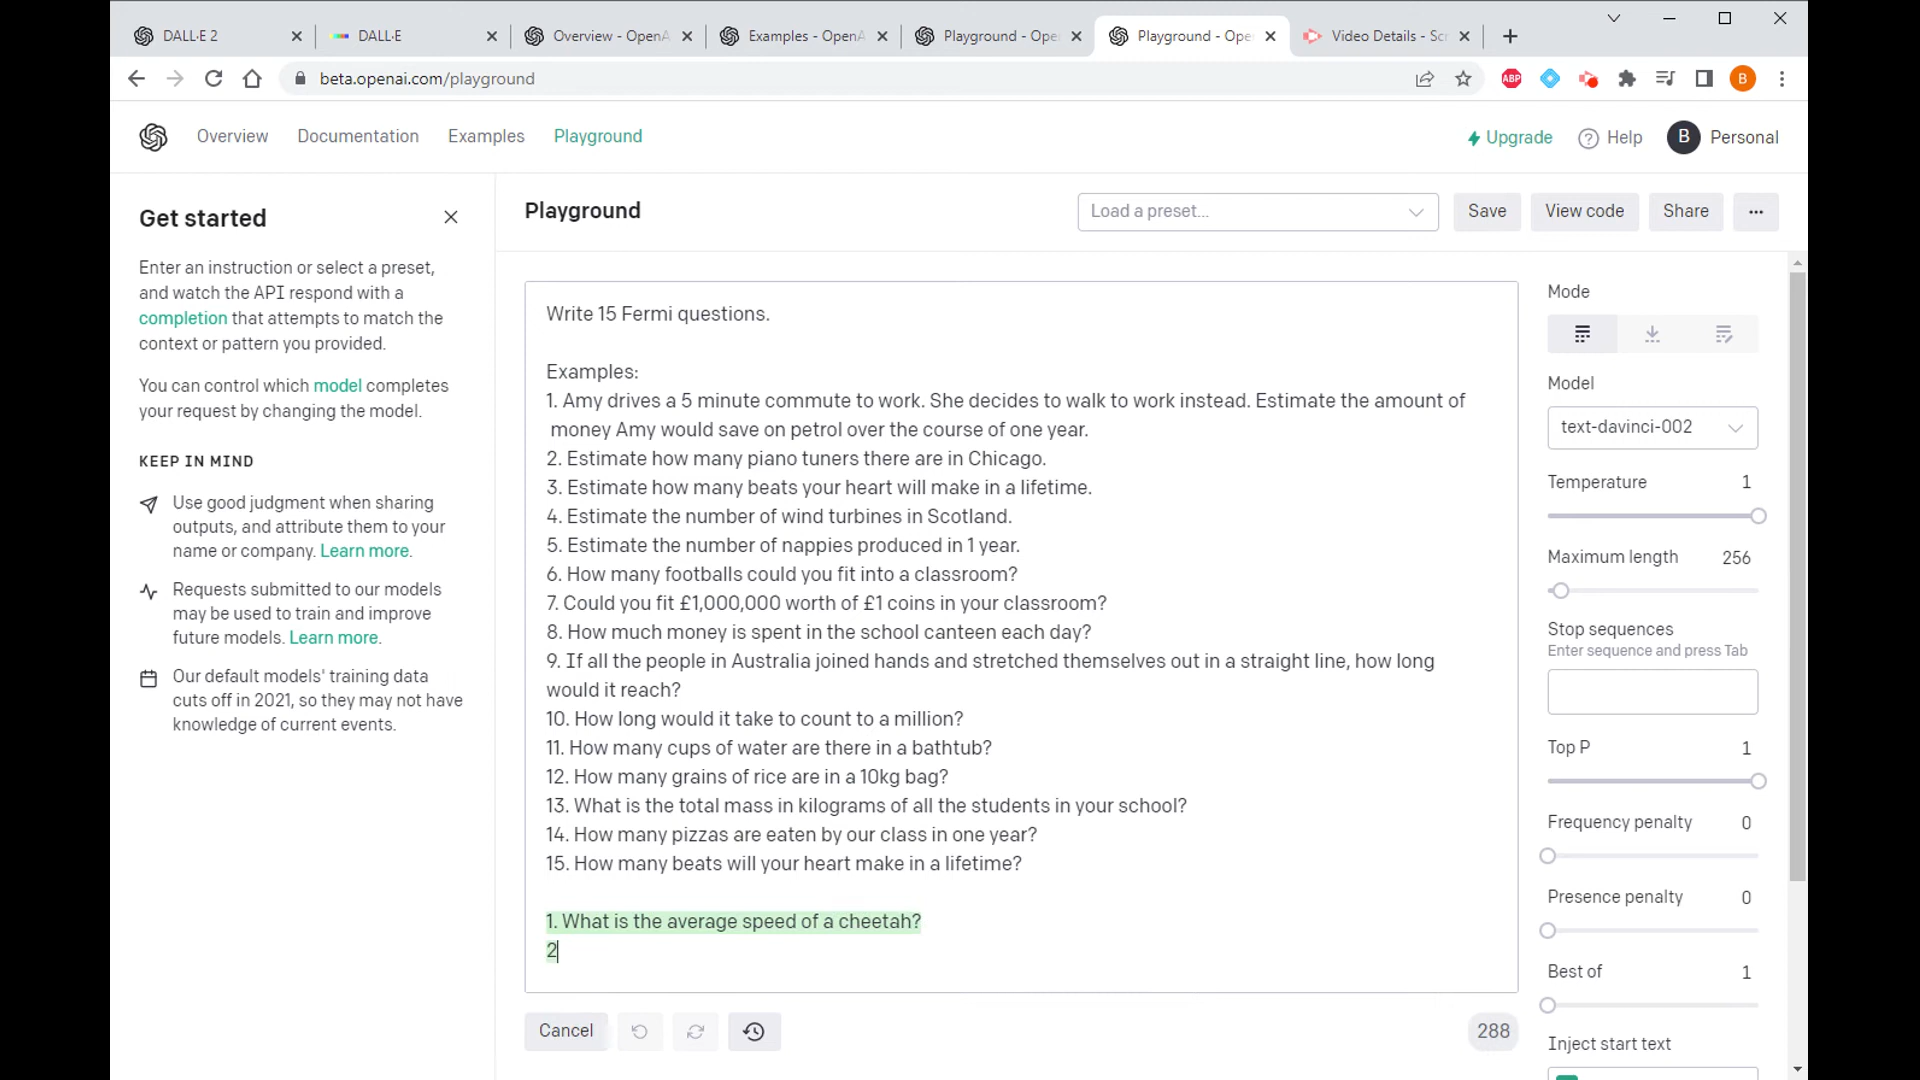 DALL·E 2
DALL·E
Overview - OpenA
Examples - OpenA
Playground - Ope
Playground - Ope
Video Details - Scr
beta.openai.com/playground
ABP
B
Overview
Documentation
Examples
Playground
Upgrade
? Help
B
Personal
Get started
Enter an instruction or select a preset,
and watch the API respond with a
completion that attempts to match the
context or pattern you provided.
You can control which model completes
your request by changing the model.
KEEP IN MIND
Use good judgment when sharing
outputs, and attribute them to your
name or company. Learn more.
Requests submitted to our models
may be used to train and improve
future models. Learn more.
Our default models' training data
cuts off in 2021, so they may not have
knowledge of current events.
Playground
Load a preset...
Save
View code
Share
...
Write 15 Fermi questions.
Examples:
1. Amy drives a 5 minute commute to work. She decides to walk to work instead. Estimate the amount of
money Amy would save on petrol over the course of one year.
2. Estimate how many piano tuners there are in Chicago.
3. Estimate how many beats your heart will make in a lifetime.
4. Estimate the number of wind turbines in Scotland.
5. Estimate the number of nappies produced in 1 year.
6. How many footballs could you fit into a classroom?
7. Could you fit £1,000,000 worth of £1 coins in your classroom?
8. How much money is spent in the school canteen each day?
9. If all the people in Australia joined hands and stretched themselves out in a straight line, how long
would it reach?
10. How long would it take to count to a million?
11. How many cups of water are there in a bathtub?
12. How many grains of rice are in a 10kg bag?
13. What is the total mass in kilograms of all the students in your school?
14. How many pizzas are eaten by our class in one year?
15. How many beats will your heart make in a lifetime?
1. What is the average speed of a cheetah?
2
Cancel
288
Mode
Model
text-davinci-002
Temperature 1
Maximum length 256
Stop sequences
Enter sequence and press Tab
Top P 1
Frequency penalty 0
Presence penalty 0
Best of 1
Inject start text